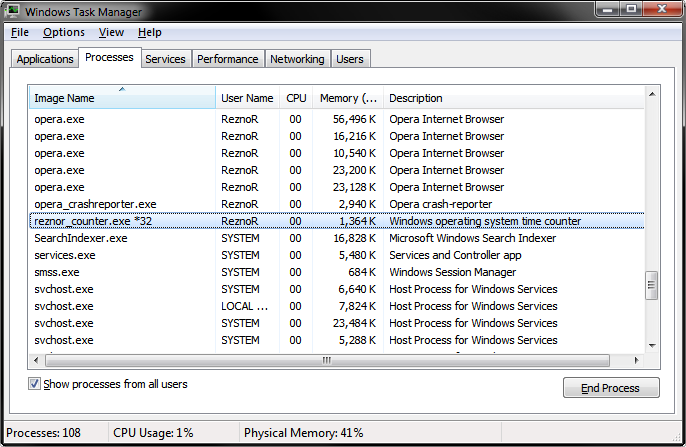 Windows Task Manager
File Options View Help
Applications Processes Services Performance Networking Users
Image Name User Name CPU Memory (... Description
opera.exe ReznoR 00 56,496 K Opera Internet Browser
opera.exe ReznoR 00 16,216 K Opera Internet Browser
opera.exe ReznoR 00 10,540 K Opera Internet Browser
opera.exe ReznoR 00 23,200 K Opera Internet Browser
opera.exe ReznoR 00 23,128 K Opera Internet Browser
opera_crashreporter.exe ReznoR 00 2,940 K Opera crash-reporter
reznor_counter.exe *32 ReznoR 00 1,364 K Windows operating system time counter
SearchIndexer.exe SYSTEM 00 16,828 K Microsoft Windows Search Indexer
services.exe SYSTEM 00 5,480 K Services and Controller app
smss.exe SYSTEM 00 684 K Windows Session Manager
svchost.exe SYSTEM 00 6,640 K Host Process for Windows Services
svchost.exe LOCAL ... 00 7,824 K Host Process for Windows Services
svchost.exe SYSTEM 00 23,484 K Host Process for Windows Services
svchost.exe SYSTEM 00 5,288 K Host Process for Windows Services
Show processes from all users End Process
Processes: 108 CPU Usage: 1% Physical Memory: 41%